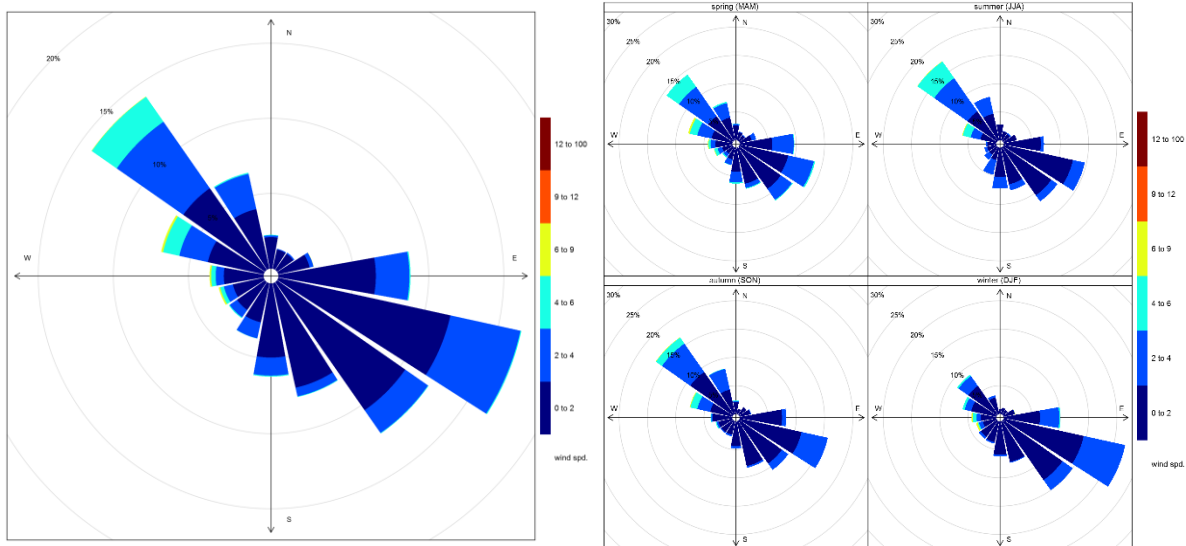 N
20%
15%
10%
W
E
S
12 to 100
9 to 12
6 to 9
4 to 6
2 to 4
0 to 2
wind spd.
spring (MAM)
30%
N
25%
20%
15%
10%
W
E
S
summer (JJA)
30%
N
25%
20%
15%
10%
W
E
S
autumn (SON)
30%
N
25%
20%
15%
10%
W
E
S
winter (DJF)
30%
N
25%
20%
15%
10%
W
E
S
12 to 100
9 to 12
6 to 9
4 to 6
2 to 4
0 to 2
wind spd.